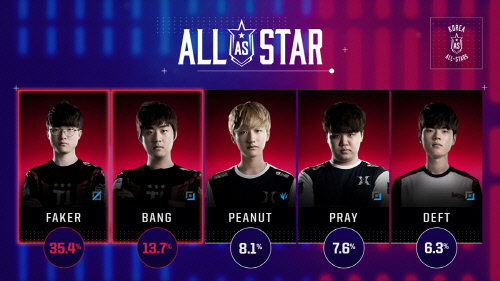 ALL AS STAR
KOREA
AS
ALL-STARS
FAKER BANG PEANUT PRAY DEFT
35.4% 13.7% 8.1% 7.6% 6.3%